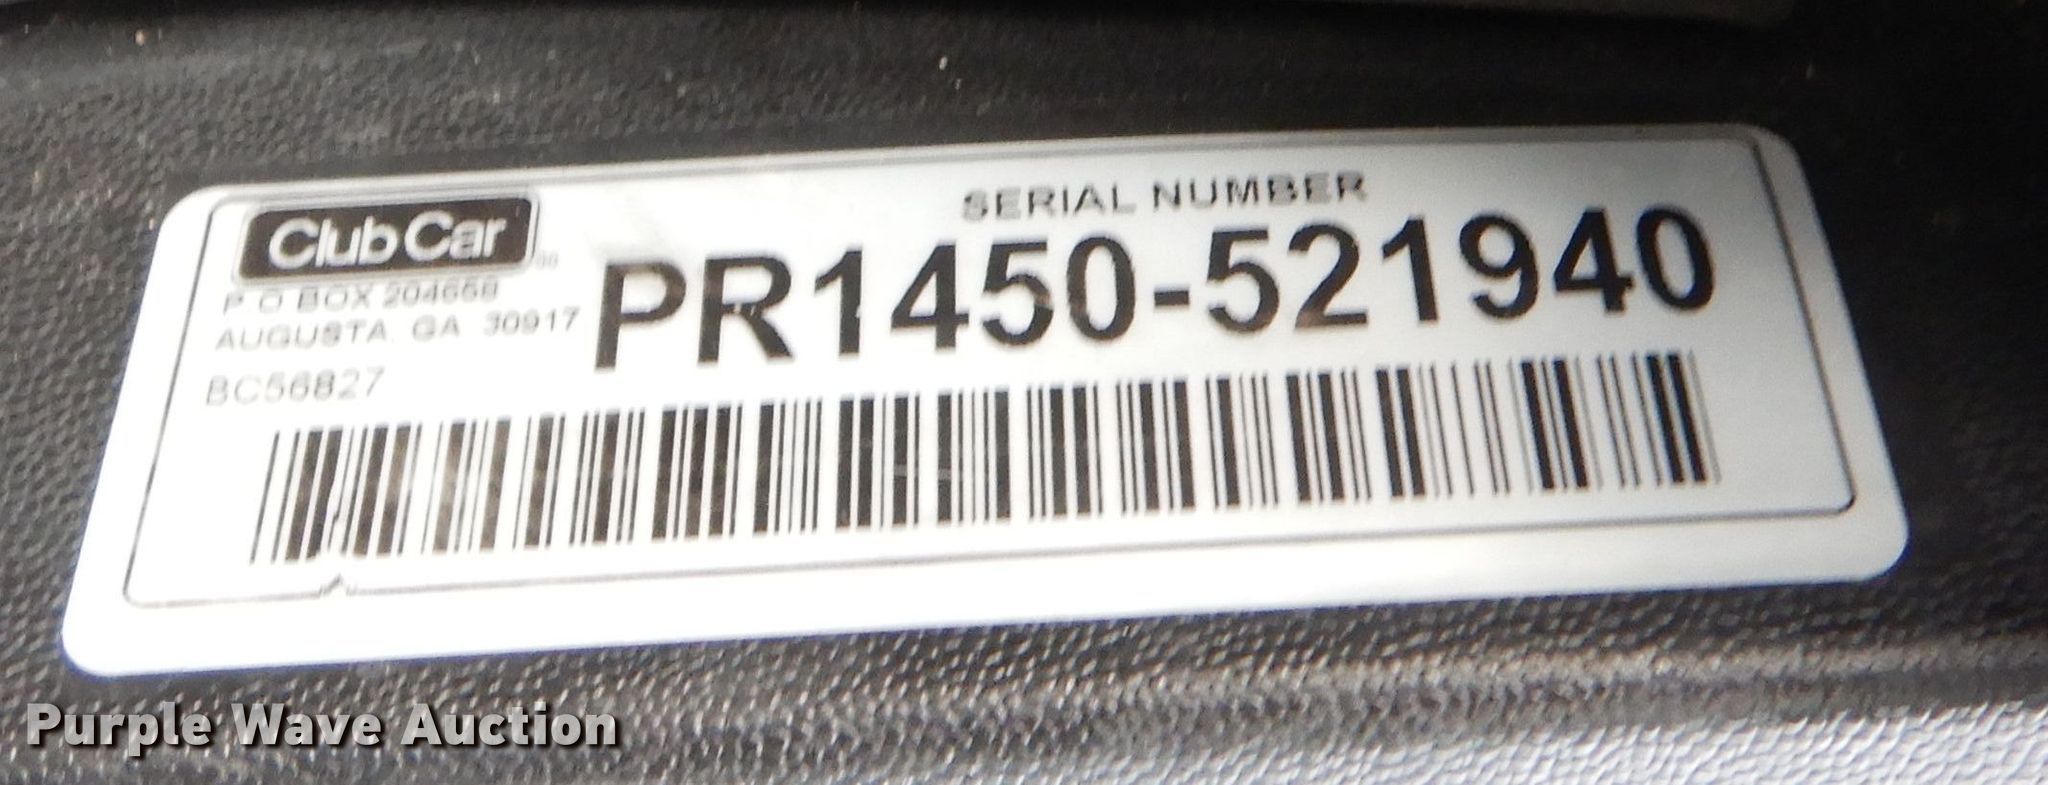 SERIAL NUMBER
Club Car
PR1450-521940
P O BOX 204658
AUGUSTA, GA 30917
BC56827
Purple Wave Auction